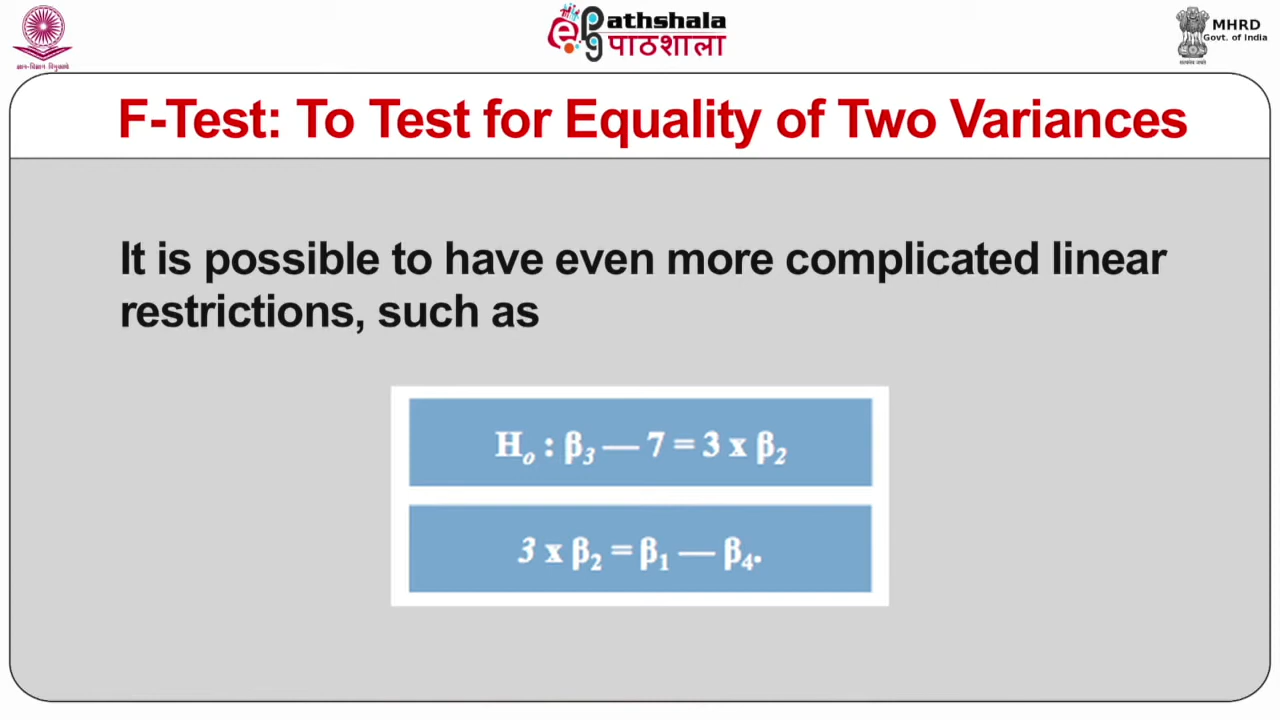 ePathshala
पाठशाला
MHRD
Govt. of India
F-Test: To Test for Equality of Two Variances
It is possible to have even more complicated linear
restrictions, such as
Hₒ : β₃ — 7 = 3 x β₂
3 x β₂ = β₁ — β₄.